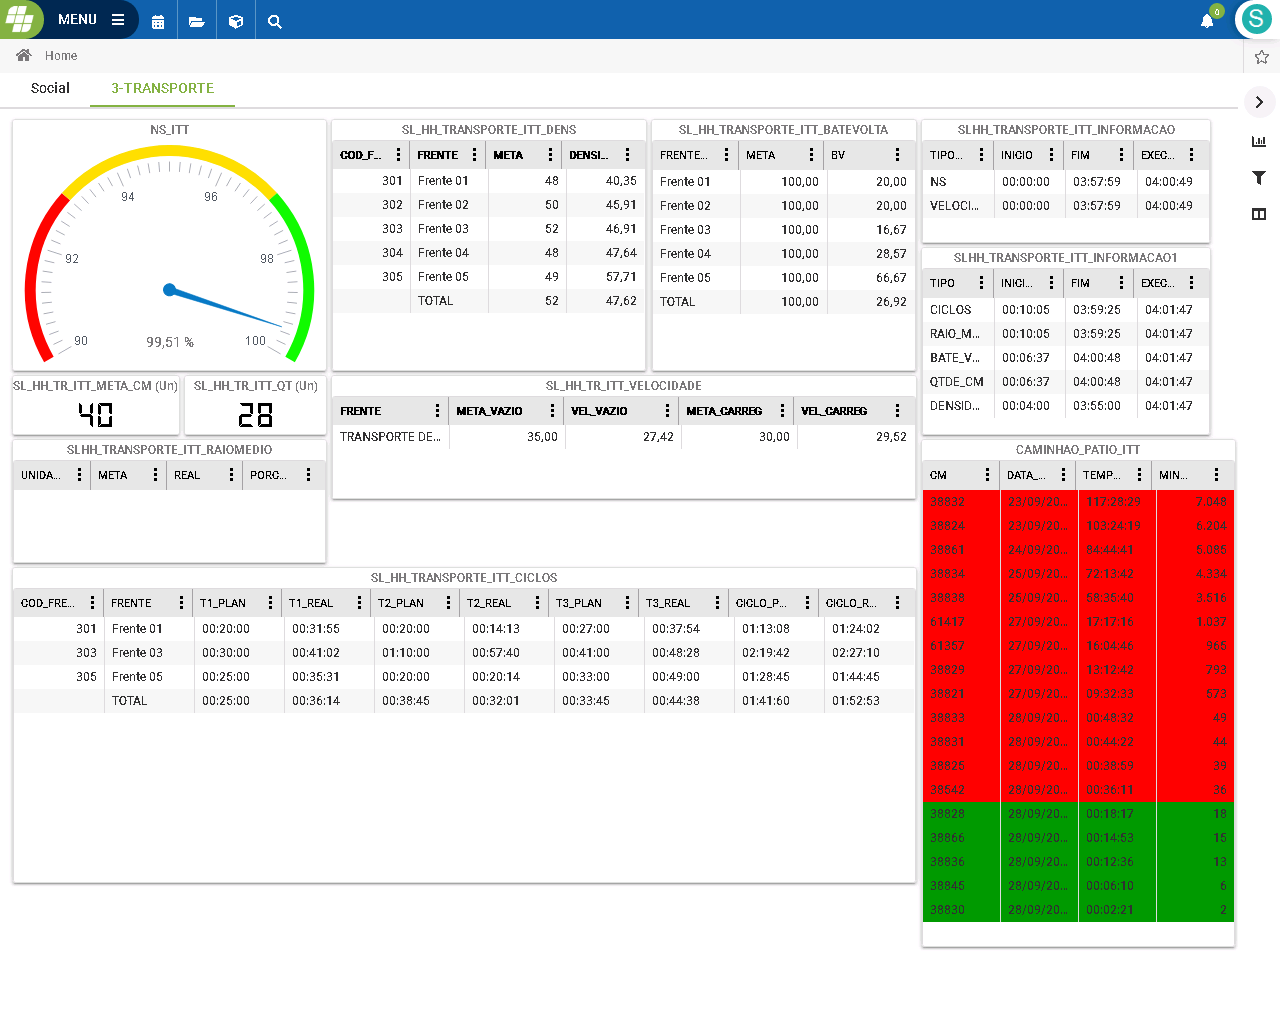 MENU
0
S
Home
Social
3-TRANSPORTE
NS_ITT
90
92
94
96
98
100
99,51 %
SL_HH_TRANSPORTE_ITT_DENS
COD_F... FRENTE META DENSI...
301 Frente 01 48 40,35
302 Frente 02 50 45,91
303 Frente 03 52 46,91
304 Frente 04 48 47,64
305 Frente 05 49 57,71
TOTAL 52 47,62
SL_HH_TRANSPORTE_ITT_BATEVOLTA
FRENTE... META BV
Frente 01 100,00 20,00
Frente 02 100,00 20,00
Frente 03 100,00 16,67
Frente 04 100,00 28,57
Frente 05 100,00 66,67
TOTAL 100,00 26,92
SLHH_TRANSPORTE_ITT_INFORMACAO
TIPO... INICIO FIM EXEC...
NS 00:00:00 03:57:59 04:00:49
VELOCI... 00:00:00 03:57:59 04:00:49
SLHH_TRANSPORTE_ITT_INFORMACAO1
TIPO INICI... FIM EXEC...
CICLOS 00:10:05 03:59:25 04:01:47
RAIO_M... 00:10:05 03:59:25 04:01:47
BATE_V... 00:06:37 04:00:48 04:01:47
QTDE_CM 00:06:37 04:00:48 04:01:47
DENSID... 00:04:00 03:55:00 04:01:47
SL_HH_TR_ITT_META_CM (Un)
40
SL_HH_TR_ITT_QT (Un)
28
SL_HH_TR_ITT_VELOCIDADE
FRENTE META_VAZIO VEL_VAZIO META_CARREG VEL_CARREG
TRANSPORTE DE... 35,00 27,42 30,00 29,52
SLHH_TRANSPORTE_ITT_RAIOMEDIO
UNIDA... META REAL PORC...
CAMINHAO_PATIO_ITT
CM DATA_... TEMP... MIN...
38832 23/09/20... 117:28:29 7.048
38824 23/09/20... 103:24:19 6.204
38861 24/09/20... 84:44:41 5.085
38834 25/09/20... 72:13:42 4.334
38838 25/09/20... 58:35:40 3.516
51417 27/09/20... 17:17:16 1.037
51357 27/09/20... 16:04:46 965
38829 27/09/20... 13:12:42 793
38821 27/09/20... 09:32:33 573
38833 28/09/20... 00:48:32 49
38831 28/09/20... 00:44:22 44
38825 28/09/20... 00:38:59 39
38842 28/09/20... 00:36:11 36
38828 28/09/20... 00:18:17 18
38866 28/09/20... 00:14:53 15
38836 28/09/20... 00:12:36 13
38845 28/09/20... 00:06:10 6
38830 28/09/20... 00:02:21 2
SL_HH_TRANSPORTE_ITT_CICLOS
COD_FRE... FRENTE T1_PLAN T1_REAL T2_PLAN T2_REAL T3_PLAN T3_REAL CICLO_P... CICLO_R...
301 Frente 01 00:20:00 00:31:55 00:20:00 00:14:13 00:27:00 00:37:54 01:13:08 01:24:02
303 Frente 03 00:30:00 00:41:02 01:10:00 00:57:40 00:41:00 00:48:28 02:19:42 02:27:10
305 Frente 05 00:25:00 00:35:31 00:20:00 00:20:14 00:33:00 00:49:00 01:28:45 01:44:45
TOTAL 00:25:00 00:36:14 00:38:45 00:32:01 00:33:45 00:44:38 01:41:60 01:52:53